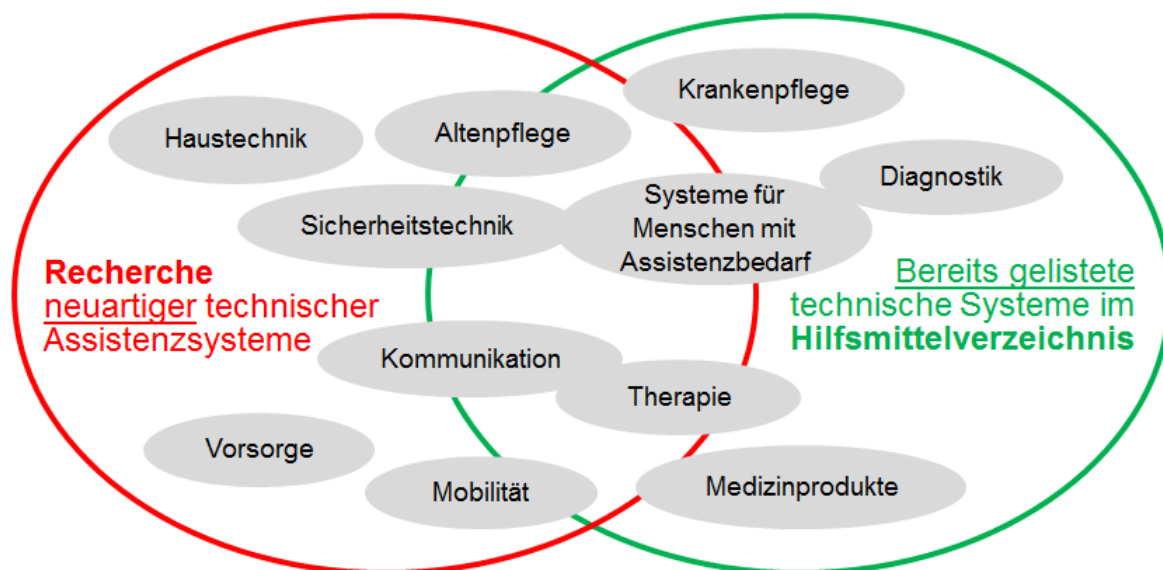 Krankenpflege
Haustechnik
Altenpflege
Diagnostik
Systeme für
Menschen mit
Assistenzbedarf
Sicherheitstechnik
Recherche
neuartiger technischer
Assistenzsysteme
Bereits gelistete
technische Systeme im
Hilfsmittelverzeichnis
Kommunikation
Therapie
Vorsorge
Mobilität
Medizinprodukte